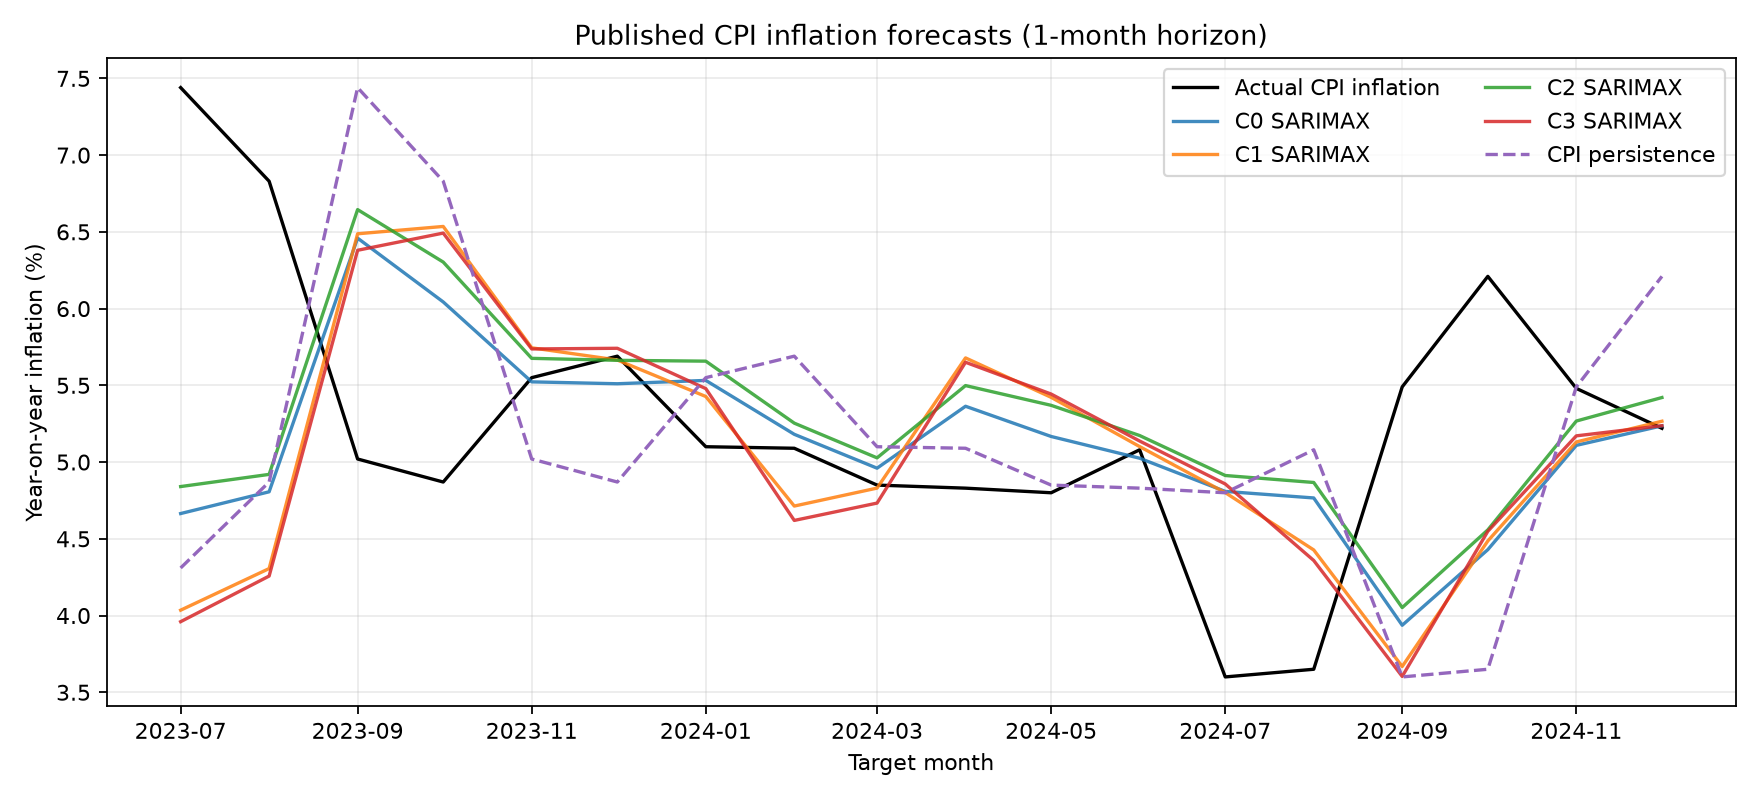 Published CPI inflation forecasts (1-month horizon)
Actual CPI inflation
C0 SARIMAX
C1 SARIMAX
C2 SARIMAX
C3 SARIMAX
CPI persistence
Year-on-year inflation (%)
7.5
7.0
6.5
6.0
5.5
5.0
4.5
4.0
3.5
2023-07
2023-09
2023-11
2024-01
2024-03
2024-05
2024-07
2024-09
2024-11
Target month